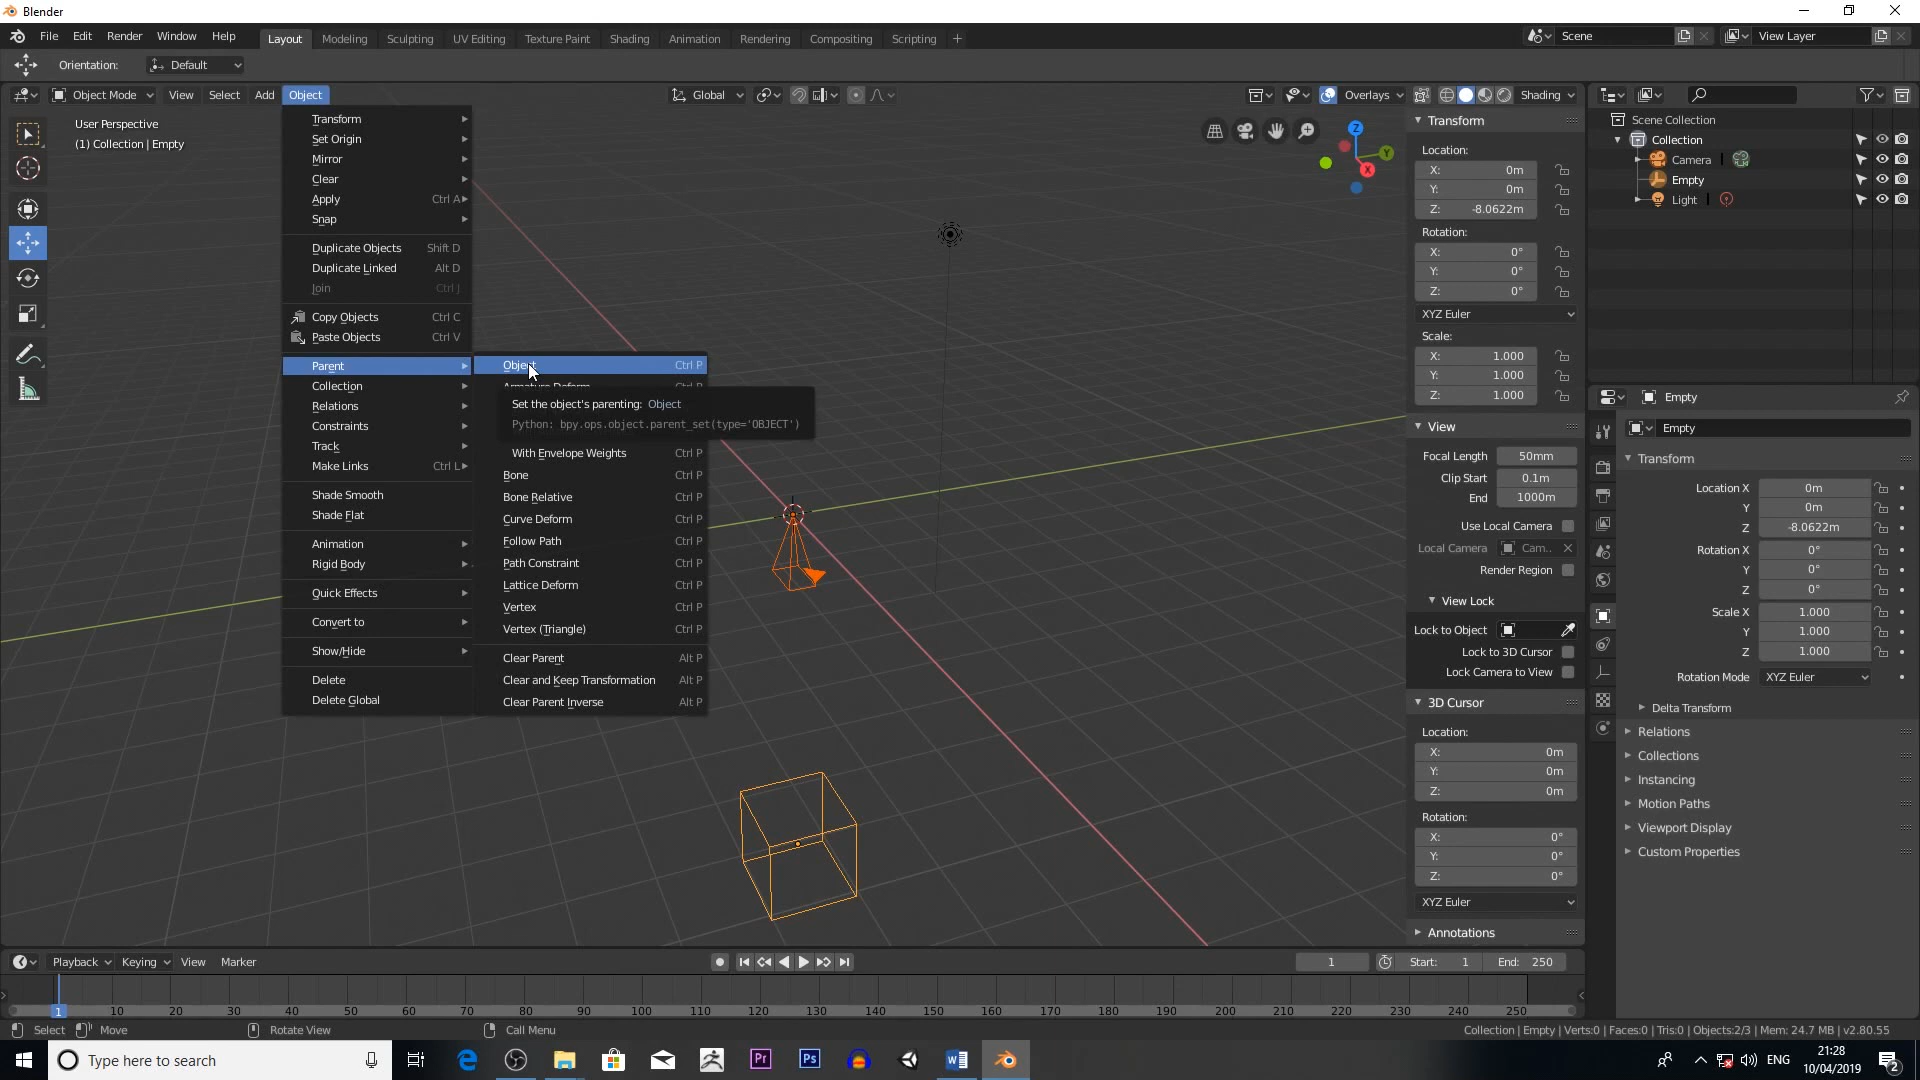 Blender
File Edit Render Window Help Layout Modeling Sculpting UV Editing Texture Paint Shading Animation Rendering Compositing Scripting + Scene View Layer
Orientation: Default
Object Mode View Select Add Object Global Overlays Shading
User Perspective
(1) Collection | Empty
Transform
Set Origin
Mirror
Clear
Apply Ctrl A
Snap
Duplicate Objects Shift D
Duplicate Linked Alt D
Join Ctrl J
Copy Objects Ctrl C
Paste Objects Ctrl V
Parent
Collection
Relations
Constraints
Track
Make Links Ctrl L
Shade Smooth
Shade Flat
Animation
Rigid Body
Quick Effects
Convert to
Show/Hide
Delete
Delete Global
Object Ctrl P
Armature Deform Ctrl P
Set the object's parenting: Object
Python: bpy.ops.object.parent_set(type='OBJECT')
With Envelope Weights Ctrl P
Bone Ctrl P
Bone Relative Ctrl P
Curve Deform Ctrl P
Follow Path Ctrl P
Path Constraint Ctrl P
Lattice Deform Ctrl P
Vertex Ctrl P
Vertex (Triangle) Ctrl P
Clear Parent Alt P
Clear and Keep Transformation Alt P
Clear Parent Inverse Alt P
Z
Y
X
Transform
Location:
X: 0m
Y: 0m
Z: -8.0622m
Rotation:
X: 0°
Y: 0°
Z: 0°
XYZ Euler
Scale:
X: 1.000
Y: 1.000
Z: 1.000
View
Focal Length 50mm
Clip Start 0.1m
End 1000m
Use Local Camera
Local Camera Cam..
Render Region
View Lock
Lock to Object
Lock to 3D Cursor
Lock Camera to View
3D Cursor
Location:
X: 0m
Y: 0m
Z: 0m
Rotation:
X: 0°
Y: 0°
Z: 0°
XYZ Euler
Annotations
Scene Collection
Collection
Camera
Empty
Light
Empty
Empty
Transform
Location X 0m
Y 0m
Z -8.0622m
Rotation X 0°
Y 0°
Z 0°
Scale X 1.000
Y 1.000
Z 1.000
Rotation Mode XYZ Euler
Delta Transform
Relations
Collections
Instancing
Motion Paths
Viewport Display
Custom Properties
Playback Keying View Marker 1 Start: 1 End: 250
1 10 20 30 40 50 60 70 80 90 100 110 120 130 140 150 160 170 180 190 200 210 220 230 240 250
Select Move Rotate View Call Menu Collection | Empty | Verts:0 | Faces:0 | Tris:0 | Objects:2/3 | Mem: 24.7 MB | v2.80.55
Type here to search Pr Ps ENG 21:28
10/04/2019 2